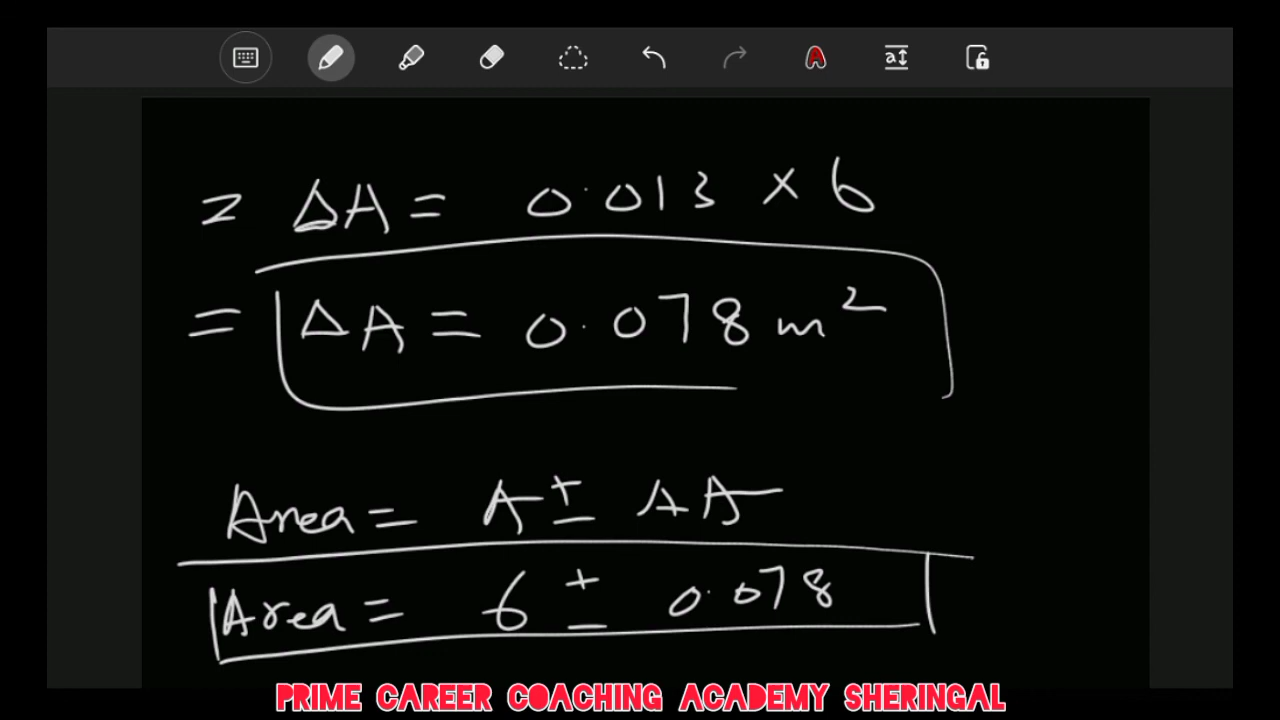 = ΔA = 0.013 × 6
= ΔA = 0.078 m²
Area = A ± ΔA
Area = 6 ± 0.078
PRIME CAREER COACHING ACADEMY SHERINGAL